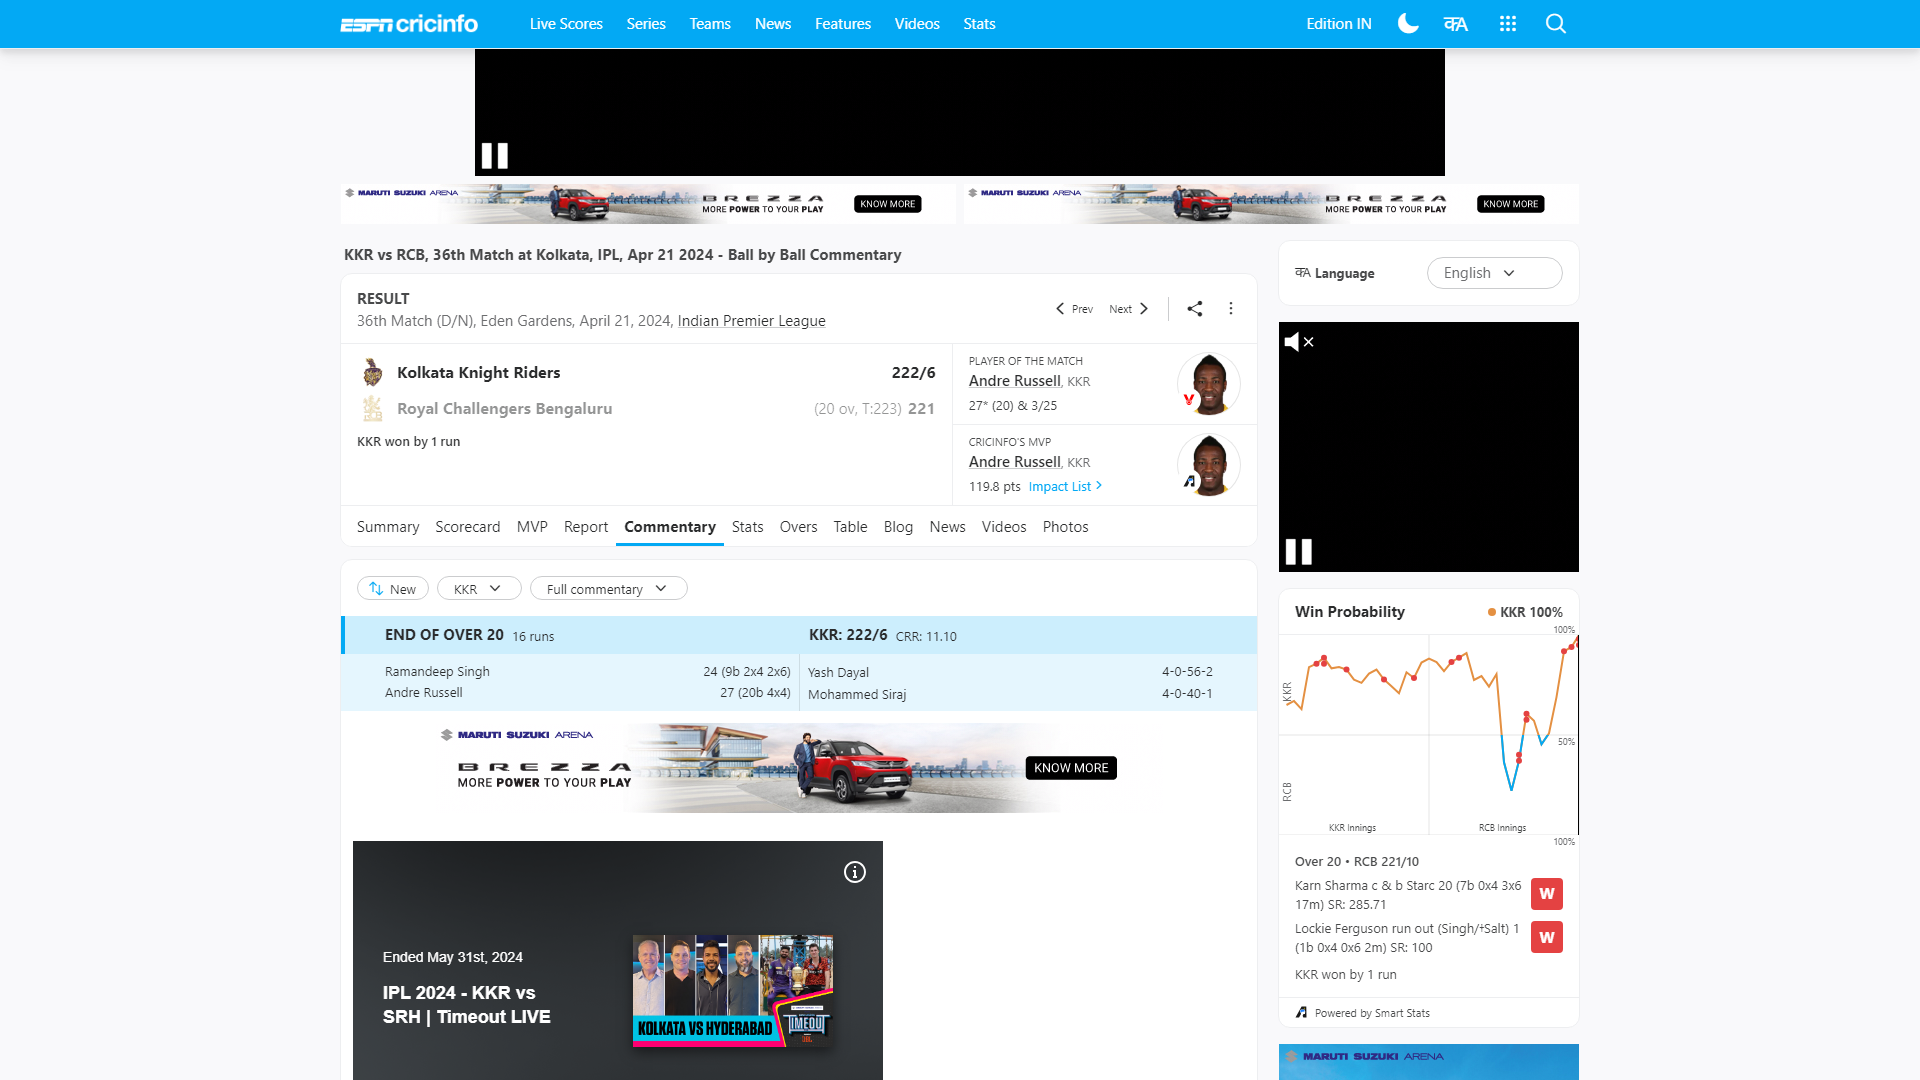 ESPN cricinfo
Live Scores Series Teams News Features Videos Stats
Edition IN
MARUTI SUZUKI ARENA
BREZZA
MORE POWER TO YOUR PLAY
KNOW MORE
MARUTI SUZUKI ARENA
BREZZA
MORE POWER TO YOUR PLAY
KNOW MORE
KKR vs RCB, 36th Match at Kolkata, IPL, Apr 21 2024 - Ball by Ball Commentary
RESULT
36th Match (D/N), Eden Gardens, April 21, 2024, Indian Premier League
Prev Next
Kolkata Knight Riders 222/6
Royal Challengers Bengaluru (20 ov, T:223) 221
KKR won by 1 run
PLAYER OF THE MATCH
Andre Russell, KKR
27* (20) & 3/25
CRICINFO'S MVP
Andre Russell, KKR
119.8 pts Impact List
Summary Scorecard MVP Report Commentary Stats Overs Table Blog News Videos Photos
New KKR Full commentary
END OF OVER 20 16 runs KKR: 222/6 CRR: 11.10
Ramandeep Singh 24 (9b 2x4 2x6)
Andre Russell 27 (20b 4x4)
Yash Dayal 4-0-56-2
Mohammed Siraj 4-0-40-1
MARUTI SUZUKI ARENA
BREZZA
MORE POWER TO YOUR PLAY
KNOW MORE
Ended May 31st, 2024
IPL 2024 - KKR vs
SRH | Timeout LIVE
KOLKATA VS HYDERABAD
TIMEOUT
Language English
Win Probability KKR 100%
100%
KKR
50%
RCB
KKR Innings RCB Innings
100%
Over 20 • RCB 221/10
Karn Sharma c & b Starc 20 (7b 0x4 3x6
17m) SR: 285.71
W
Lockie Ferguson run out (Singh/†Salt) 1
(1b 0x4 0x6 2m) SR: 100
W
KKR won by 1 run
Powered by Smart Stats
MARUTI SUZUKI ARENA